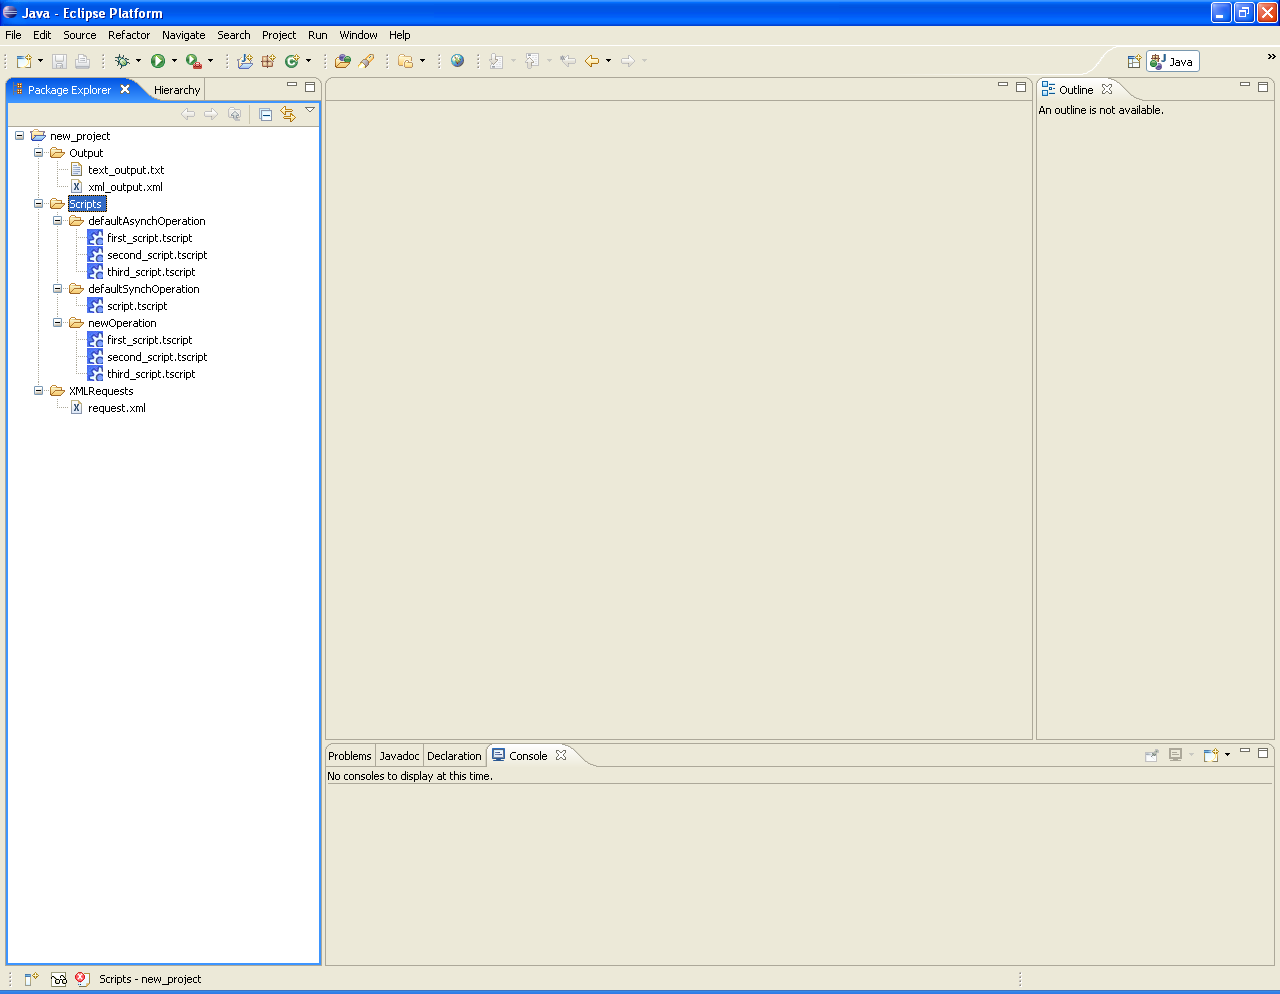 Java - Eclipse Platform
File Edit Source Refactor Navigate Search Project Run Window Help
Java
Package Explorer Hierarchy
Outline
An outline is not available.
new_project
Output
text_output.txt
xml_output.xml
Scripts
defaultAsynchOperation
first_script.tscript
second_script.tscript
third_script.tscript
defaultSynchOperation
script.tscript
newOperation
first_script.tscript
second_script.tscript
third_script.tscript
XMLRequests
request.xml
Problems Javadoc Declaration Console
No consoles to display at this time.
Scripts - new_project